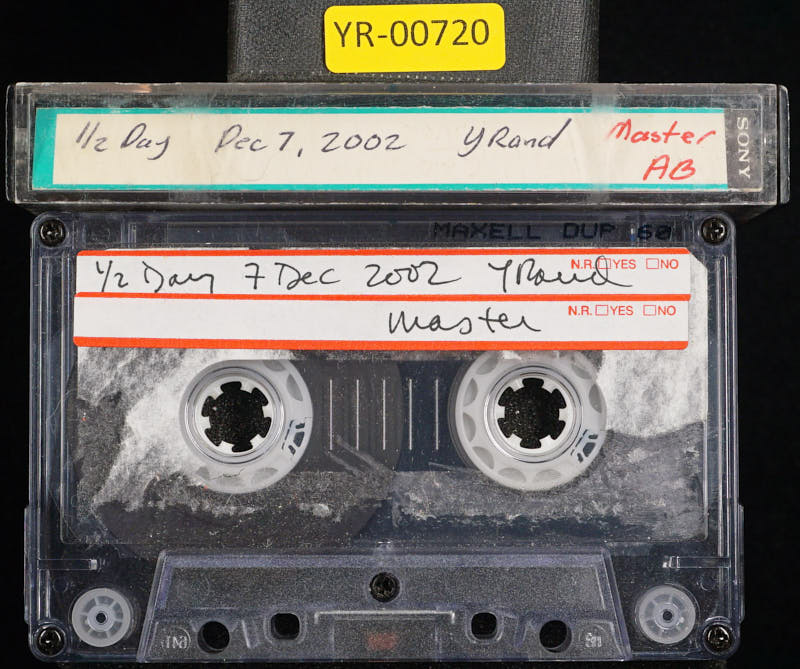 YR-00720
1/2 Day Dec 7, 2002 YRand Master
AB
SONY
MAXELL DUP 60
1/2 Day 7 Dec 2002 YRand N.R. ☐YES ☐NO
Master N.R. ☐YES ☐NO